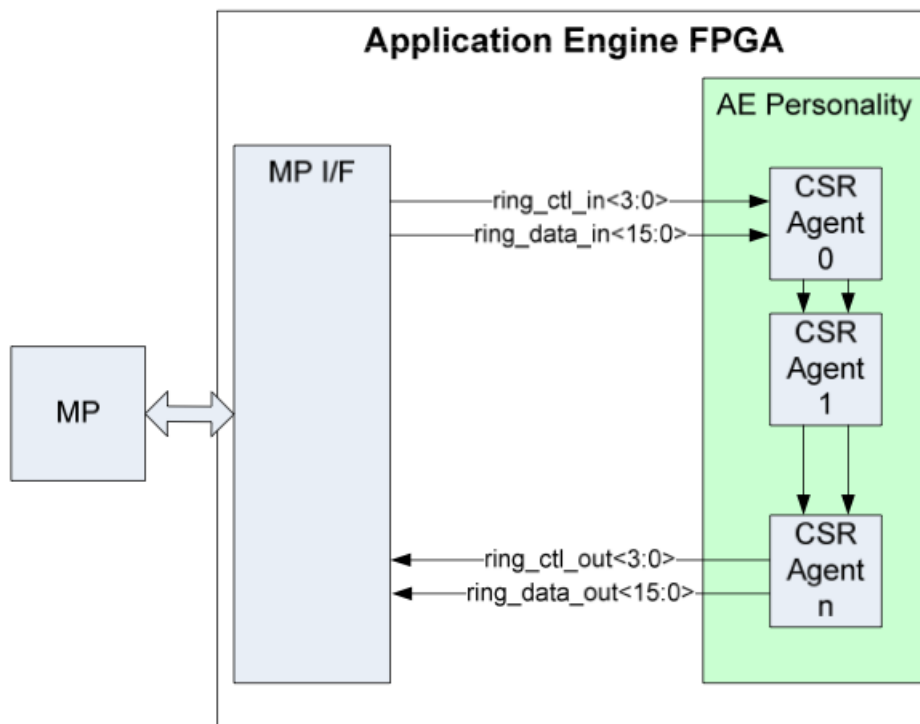 Application Engine FPGA
AE Personality
MP I/F
CSR
Agent
0
ring_ctl_in<3:0>
ring_data_in<15:0>
CSR
Agent
1
MP
CSR
Agent
n
ring_ctl_out<3:0>
ring_data_out<15:0>